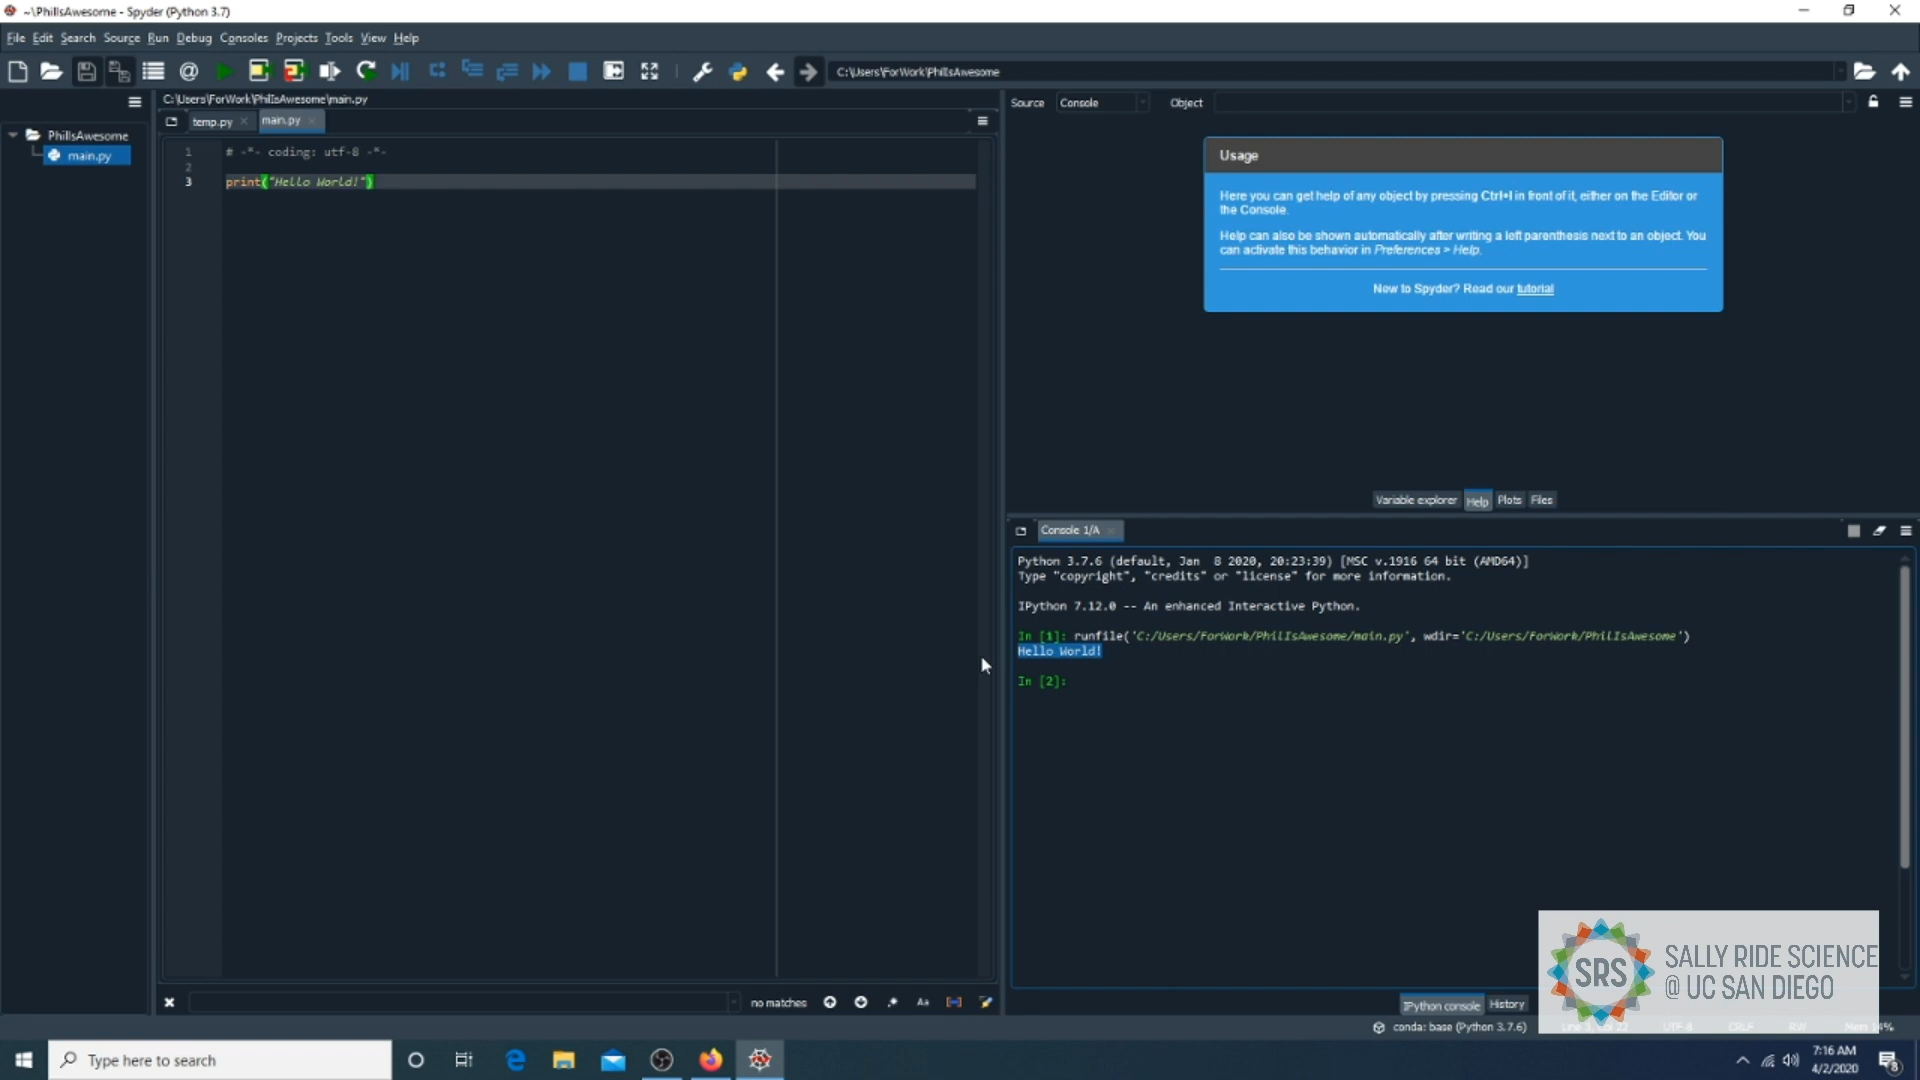 ~\PhilIsAwesome - Spyder (Python 3.7)
File Edit Search Source Run Debug Consoles Projects Tools View Help
C:\Users\ForWork\PhilIsAwesome
C:\Users\ForWork\PhilIsAwesome\main.py
temp.py
main.py
PhilIsAwesome
main.py
1 # -*- coding: utf-8 -*-
2
3 print("Hello World!")
Source Console Object
Usage
Here you can get help of any object by pressing Ctrl+I in front of it, either on the Editor or
the Console.
Help can also be shown automatically after writing a left parenthesis next to an object. You
can activate this behavior in Preferences > Help.
New to Spyder? Read our tutorial
Variable explorer Help Plots Files
Console 1/A
Python 3.7.6 (default, Jan  8 2020, 20:23:39) [MSC v.1916 64 bit (AMD64)]
Type "copyright", "credits" or "license" for more information.
IPython 7.12.0 -- An enhanced Interactive Python.
In [1]: runfile('C:/Users/ForWork/PhilIsAwesome/main.py', wdir='C:/Users/ForWork/PhilIsAwesome')
Hello World!
In [2]:
no matches
Aa
IPython console History
conda: base (Python 3.7.6)
UTF-8 CRLF RW
SRS
SALLY RIDE SCIENCE
@ UC SAN DIEGO
Type here to search
7:16 AM
4/2/2020